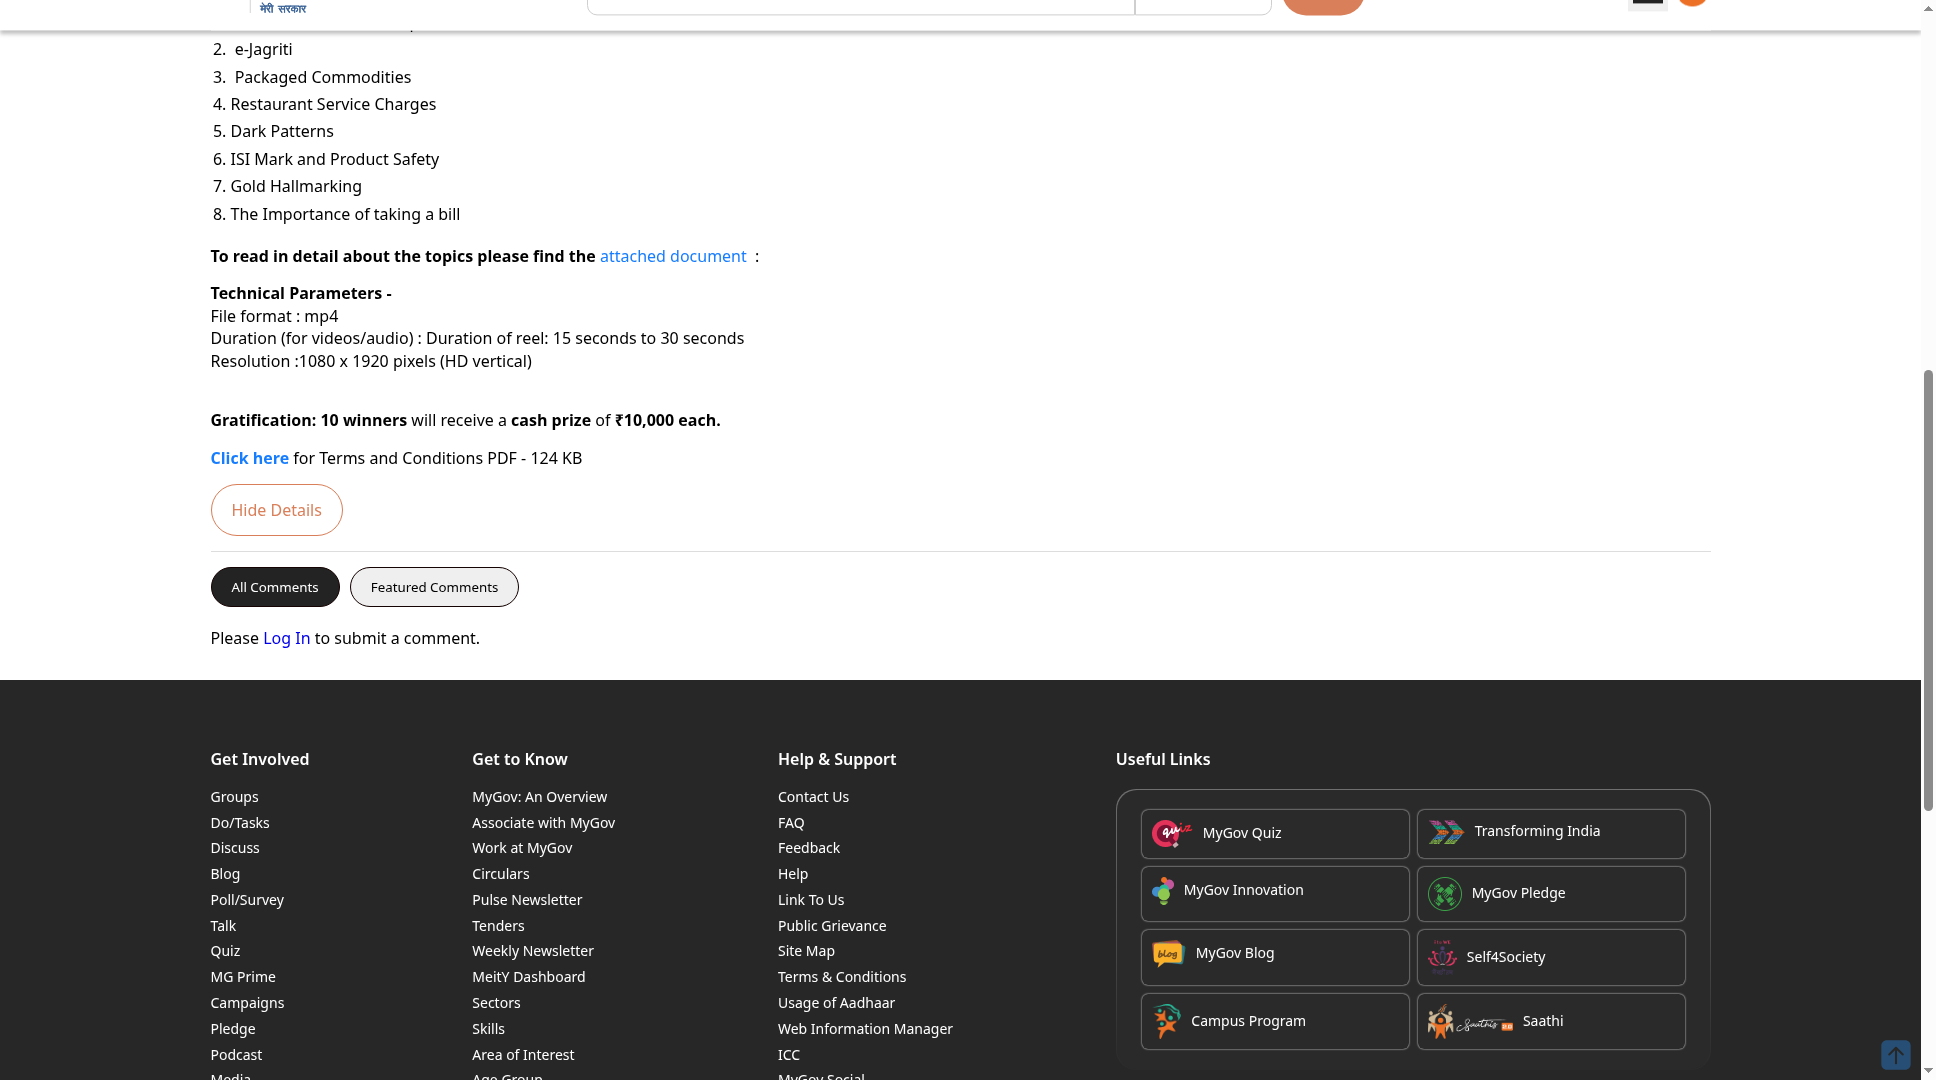 मेरी सरकार
2. e-Jagriti
3. Packaged Commodities
4. Restaurant Service Charges
5. Dark Patterns
6. ISI Mark and Product Safety
7. Gold Hallmarking
8. The Importance of taking a bill
To read in detail about the topics please find the attached document :
Technical Parameters -
File format : mp4
Duration (for videos/audio) : Duration of reel: 15 seconds to 30 seconds
Resolution :1080 x 1920 pixels (HD vertical)
Gratification: 10 winners will receive a cash prize of ₹10,000 each.
Click here for Terms and Conditions PDF - 124 KB
Hide Details
All Comments
Featured Comments
Please Log In to submit a comment.
Get Involved
Groups
Do/Tasks
Discuss
Blog
Poll/Survey
Talk
Quiz
MG Prime
Campaigns
Pledge
Podcast
Media
Get to Know
MyGov: An Overview
Associate with MyGov
Work at MyGov
Circulars
Pulse Newsletter
Tenders
Weekly Newsletter
MeitY Dashboard
Sectors
Skills
Area of Interest
Age Group
Help & Support
Contact Us
FAQ
Feedback
Help
Link To Us
Public Grievance
Site Map
Terms & Conditions
Usage of Aadhaar
Web Information Manager
ICC
MyGov Social
Useful Links
quiz MyGov Quiz
Transforming India
MyGov Innovation
MyGov Pledge
blog MyGov Blog
Self4Society
Campus Program
Saathi Saathi